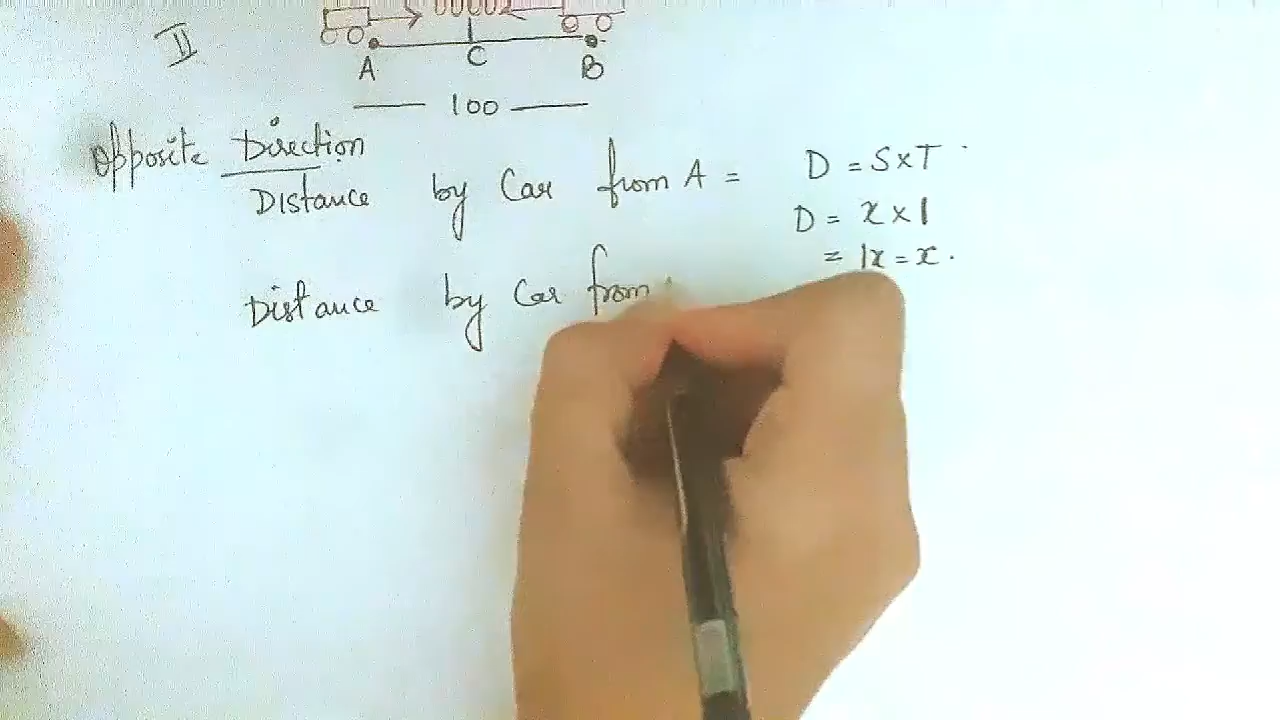 II
A C B
100
Opposite Direction
Distance by Car from A = D = S x T
D = x x 1
= 1x = x.
Distance by Car from